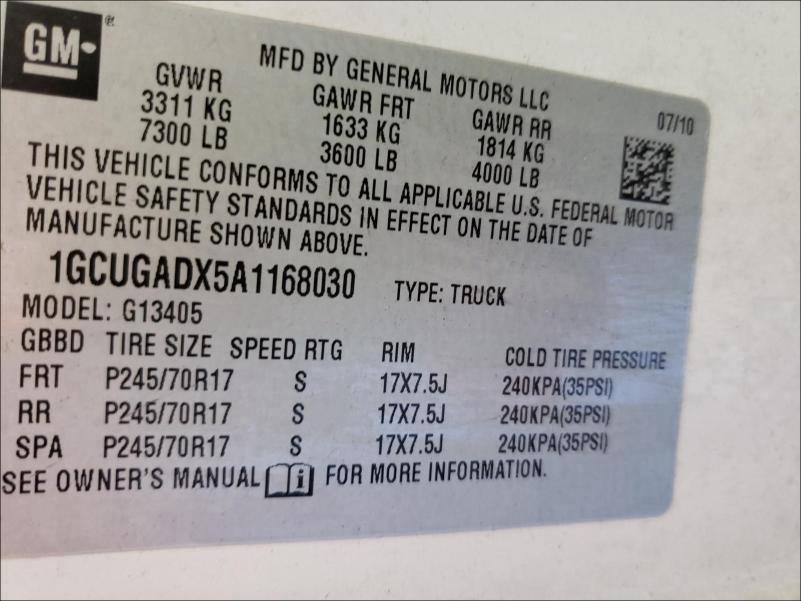 GM
®
MFD BY GENERAL MOTORS LLC
07/10
GVWR GAWR FRT GAWR RR
3311 KG 1633 KG 1814 KG
7300 LB 3600 LB 4000 LB
THIS VEHICLE CONFORMS TO ALL APPLICABLE U.S. FEDERAL MOTOR
VEHICLE SAFETY STANDARDS IN EFFECT ON THE DATE OF
MANUFACTURE SHOWN ABOVE.
1GCUGADX5A1168030 TYPE: TRUCK
MODEL: G13405
GBBD TIRE SIZE SPEED RTG RIM COLD TIRE PRESSURE
FRT P245/70R17 S 17X7.5J 240KPA(35PSI)
RR P245/70R17 S 17X7.5J 240KPA(35PSI)
SPA P245/70R17 S 17X7.5J 240KPA(35PSI)
SEE OWNER'S MANUAL i FOR MORE INFORMATION.